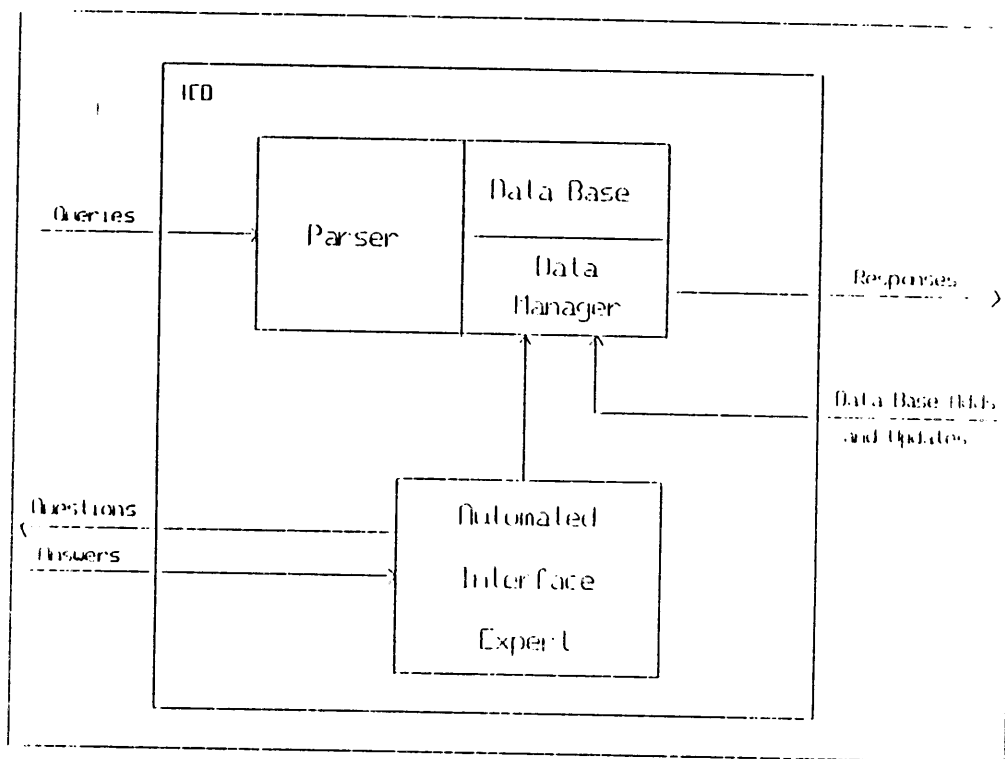 ICD
Data Base
Queries
Parser
Data
Manager
Responses
Data Base Adds
and Updates
Questions
Answers
Automated
Interface
Expert